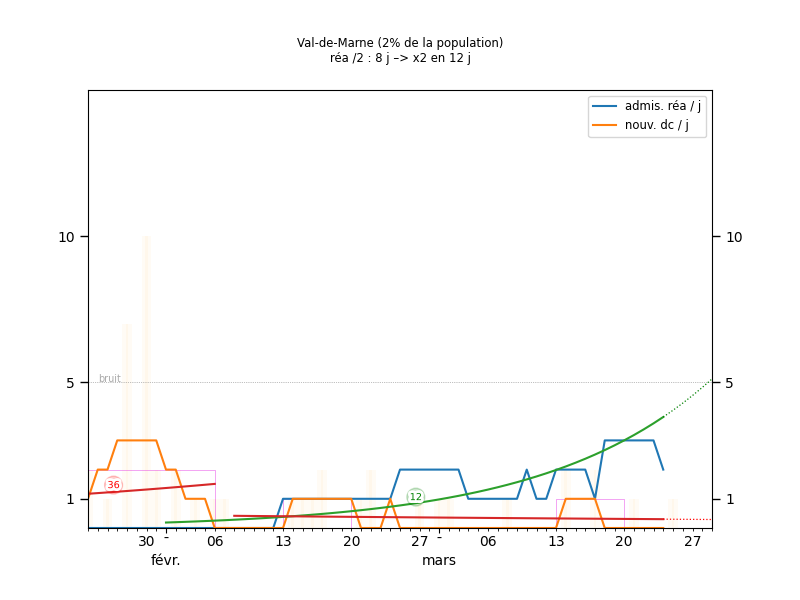 Val-de-Marne (2% de la population)
réa /2 : 8 j –> x2 en 12 j
admis. réa / j
nouv. dc / j
10
10
bruit
5
5
36
12
1
1
30
06
13
20
27
06
13
20
27
févr.
mars